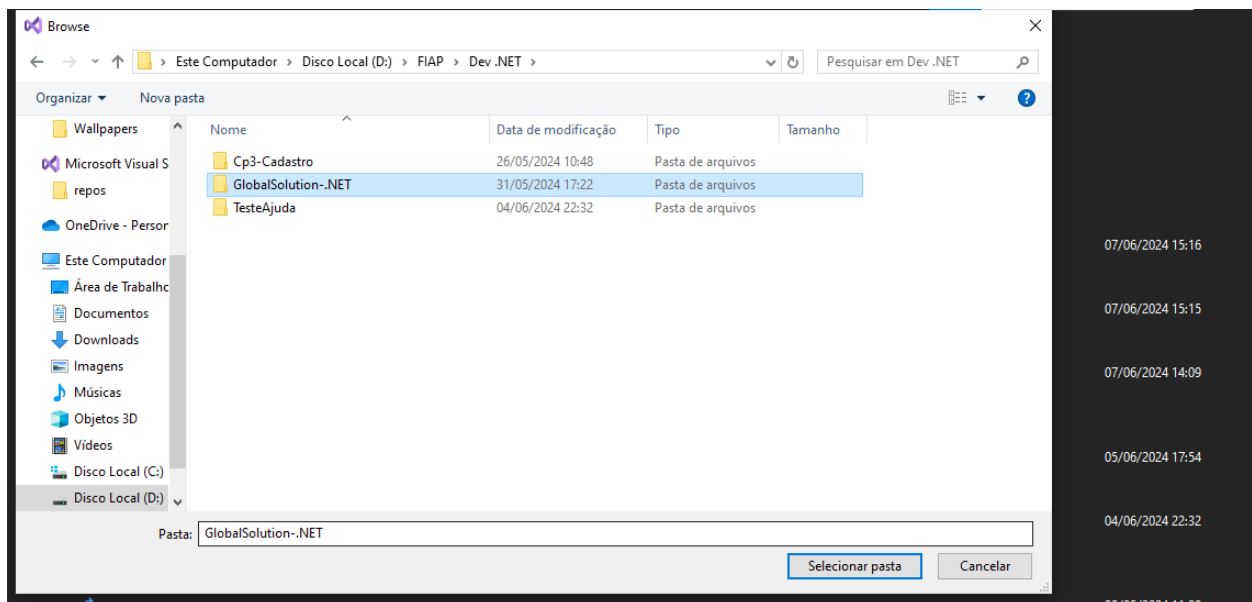 Browse
Este Computador > Disco Local (D:) > FIAP > Dev .NET >
Pesquisar em Dev .NET
Organizar Nova pasta
Wallpapers
Microsoft Visual S
repos
OneDrive - Person
Este Computador
Área de Trabalho
Documentos
Downloads
Imagens
Músicas
Objetos 3D
Vídeos
Disco Local (C:)
Disco Local (D:)
Nome Data de modificação Tipo Tamanho
Cp3-Cadastro 26/05/2024 10:48 Pasta de arquivos
GlobalSolution-.NET 31/05/2024 17:22 Pasta de arquivos
TesteAjuda 04/06/2024 22:32 Pasta de arquivos
Pasta: GlobalSolution-.NET
Selecionar pasta Cancelar
07/06/2024 15:16
07/06/2024 15:15
07/06/2024 14:09
05/06/2024 17:54
04/06/2024 22:32